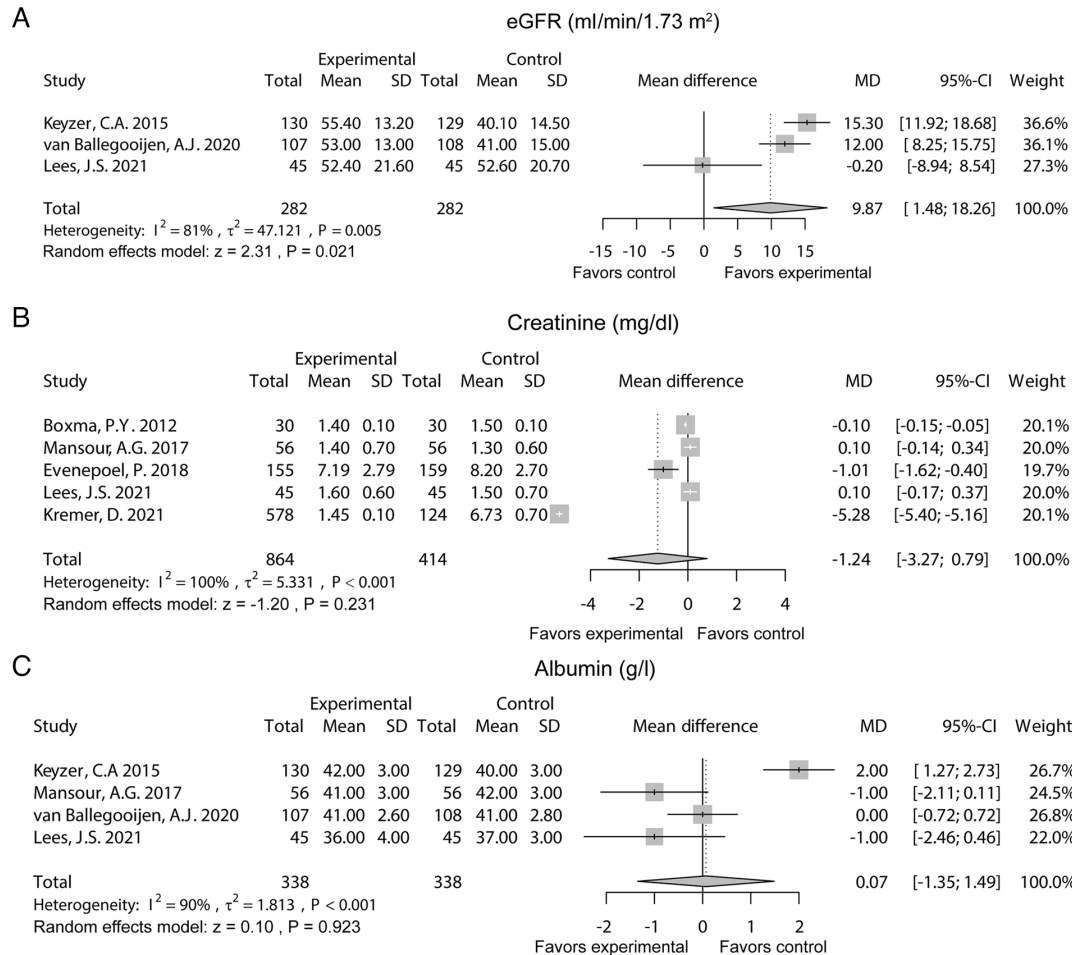 A
eGFR (ml/min/1.73 m²)
Experimental Control
Study Total Mean SD Total Mean SD Mean difference MD 95%-CI Weight
Keyzer, C.A. 2015 130 55.40 13.20 129 40.10 14.50 15.30 [11.92; 18.68] 36.6%
van Ballegooijen, A.J. 2020 107 53.00 13.00 108 41.00 15.00 12.00 [ 8.25; 15.75] 36.1%
Lees, J.S. 2021 45 52.40 21.60 45 52.60 20.70 -0.20 [-8.94; 8.54] 27.3%
Total 282 282 9.87 [ 1.48; 18.26] 100.0%
Heterogeneity: I² = 81% , τ² = 47.121 , P = 0.005
Random effects model: z = 2.31 , P = 0.021
-15 -10 -5 0 5 10 15
Favors control Favors experimental
B
Creatinine (mg/dl)
Experimental Control
Study Total Mean SD Total Mean SD Mean difference MD 95%-CI Weight
Boxma, P.Y. 2012 30 1.40 0.10 30 1.50 0.10 -0.10 [-0.15; -0.05] 20.1%
Mansour, A.G. 2017 56 1.40 0.70 56 1.30 0.60 0.10 [-0.14; 0.34] 20.0%
Evenepoel, P. 2018 155 7.19 2.79 159 8.20 2.70 -1.01 [-1.62; -0.40] 19.7%
Lees, J.S. 2021 45 1.60 0.60 45 1.50 0.70 0.10 [-0.17; 0.37] 20.0%
Kremer, D. 2021 578 1.45 0.10 124 6.73 0.70 -5.28 [-5.40; -5.16] 20.1%
Total 864 414 -1.24 [-3.27; 0.79] 100.0%
Heterogeneity: I² = 100% , τ² = 5.331 , P < 0.001
Random effects model: z = -1.20 , P = 0.231
-4 -2 0 2 4
Favors experimental Favors control
C
Albumin (g/l)
Experimental Control
Study Total Mean SD Total Mean SD Mean difference MD 95%-CI Weight
Keyzer, C.A 2015 130 42.00 3.00 129 40.00 3.00 2.00 [ 1.27; 2.73] 26.7%
Mansour, A.G. 2017 56 41.00 3.00 56 42.00 3.00 -1.00 [-2.11; 0.11] 24.5%
van Ballegooijen, A.J. 2020 107 41.00 2.60 108 41.00 2.80 0.00 [-0.72; 0.72] 26.8%
Lees, J.S. 2021 45 36.00 4.00 45 37.00 3.00 -1.00 [-2.46; 0.46] 22.0%
Total 338 338 0.07 [-1.35; 1.49] 100.0%
Heterogeneity: I² = 90% , τ² = 1.813 , P < 0.001
Random effects model: z = 0.10 , P = 0.923
-2 -1 0 1 2
Favors experimental Favors control